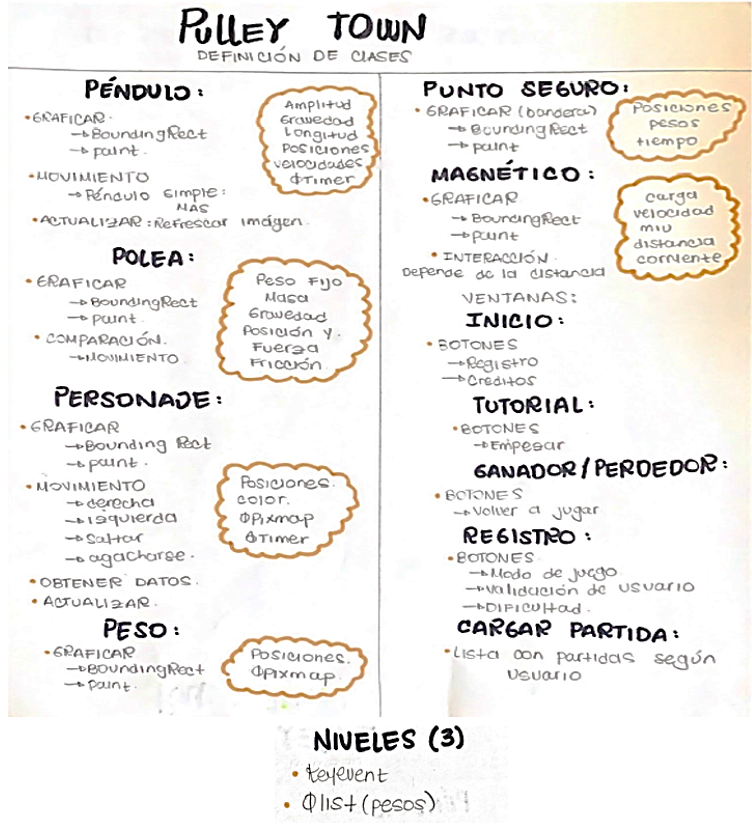 PULLEY TOWN
DEFINICIÓN DE CLASES
PÉNDULO:
•GRAFICAR:
→BoundingRect
→paint.
•MOVIMIENTO
→Péndulo simple:
MAS
•ACTUALIZAR: Refrescar imágen.
Amplitud
Gravedad
Longitud
Posiciones
velocidades
QTimer
POLEA:
•GRAFICAR
→BoundingRect
→paint.
•COMPARACIÓN.
→MOVIMIENTO.
Peso Fijo
Masa
Gravedad
Posición Y.
Fuerza
Fricción.
PERSONAJE:
•GRAFICAR
→Bounding Rect
→paint.
•MOVIMIENTO
→derecha
→izquierda
→saltar
→agacharse.
•OBTENER DATOS.
•ACTUALIZAR.
Posiciones.
color.
QPixmap
QTimer
PESO:
•GRAFICAR
→BoundingRect
→paint.
Posiciones.
QPixmap.
PUNTO SEGURO:
•GRAFICAR (bandera)
→BoundingRect
→paint
Posiciones
pesos
tiempo
MAGNÉTICO:
•GRAFICAR
→BoundingRect
→paint
•INTERACCIÓN.
Depende de la distancia
carga
velocidad
miu
distancia
corriente
VENTANAS:
INICIO:
•BOTONES
→Registro
→Creditos
TUTORIAL:
•BOTONES
→Empesar
GANADOR/PERDEDOR:
•BOTONES
→Volver a jugar
REGISTRO:
•BOTONES.
→Modo de juego.
→validación de usuario
→DIFICULtad.
CARGAR PARTIDA:
•Lista con partidas según
usuario
NIVELES (3)
• keyevent
• Qlist (pesos)